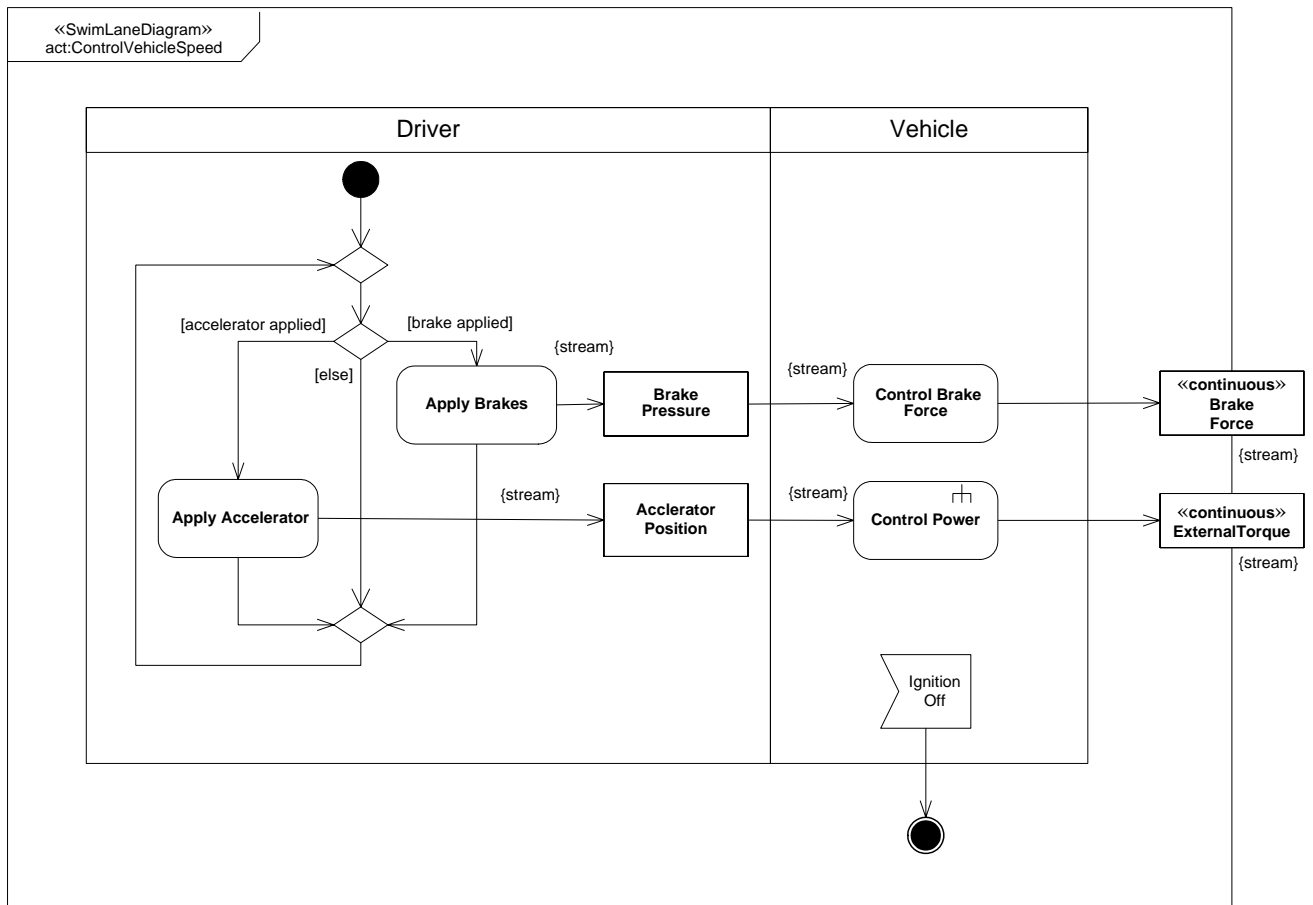 «SwimLaneDiagram»
act:ControlVehicleSpeed
Driver
Vehicle
[accelerator applied]
[brake applied]
[else]
{stream}
Apply Brakes
Brake
Pressure
{stream}
Control Brake
Force
«continuous»
Brake
Force
{stream}
Apply Accelerator
{stream}
Acclerator
Position
{stream}
Control Power
«continuous»
ExternalTorque
{stream}
Ignition
Off